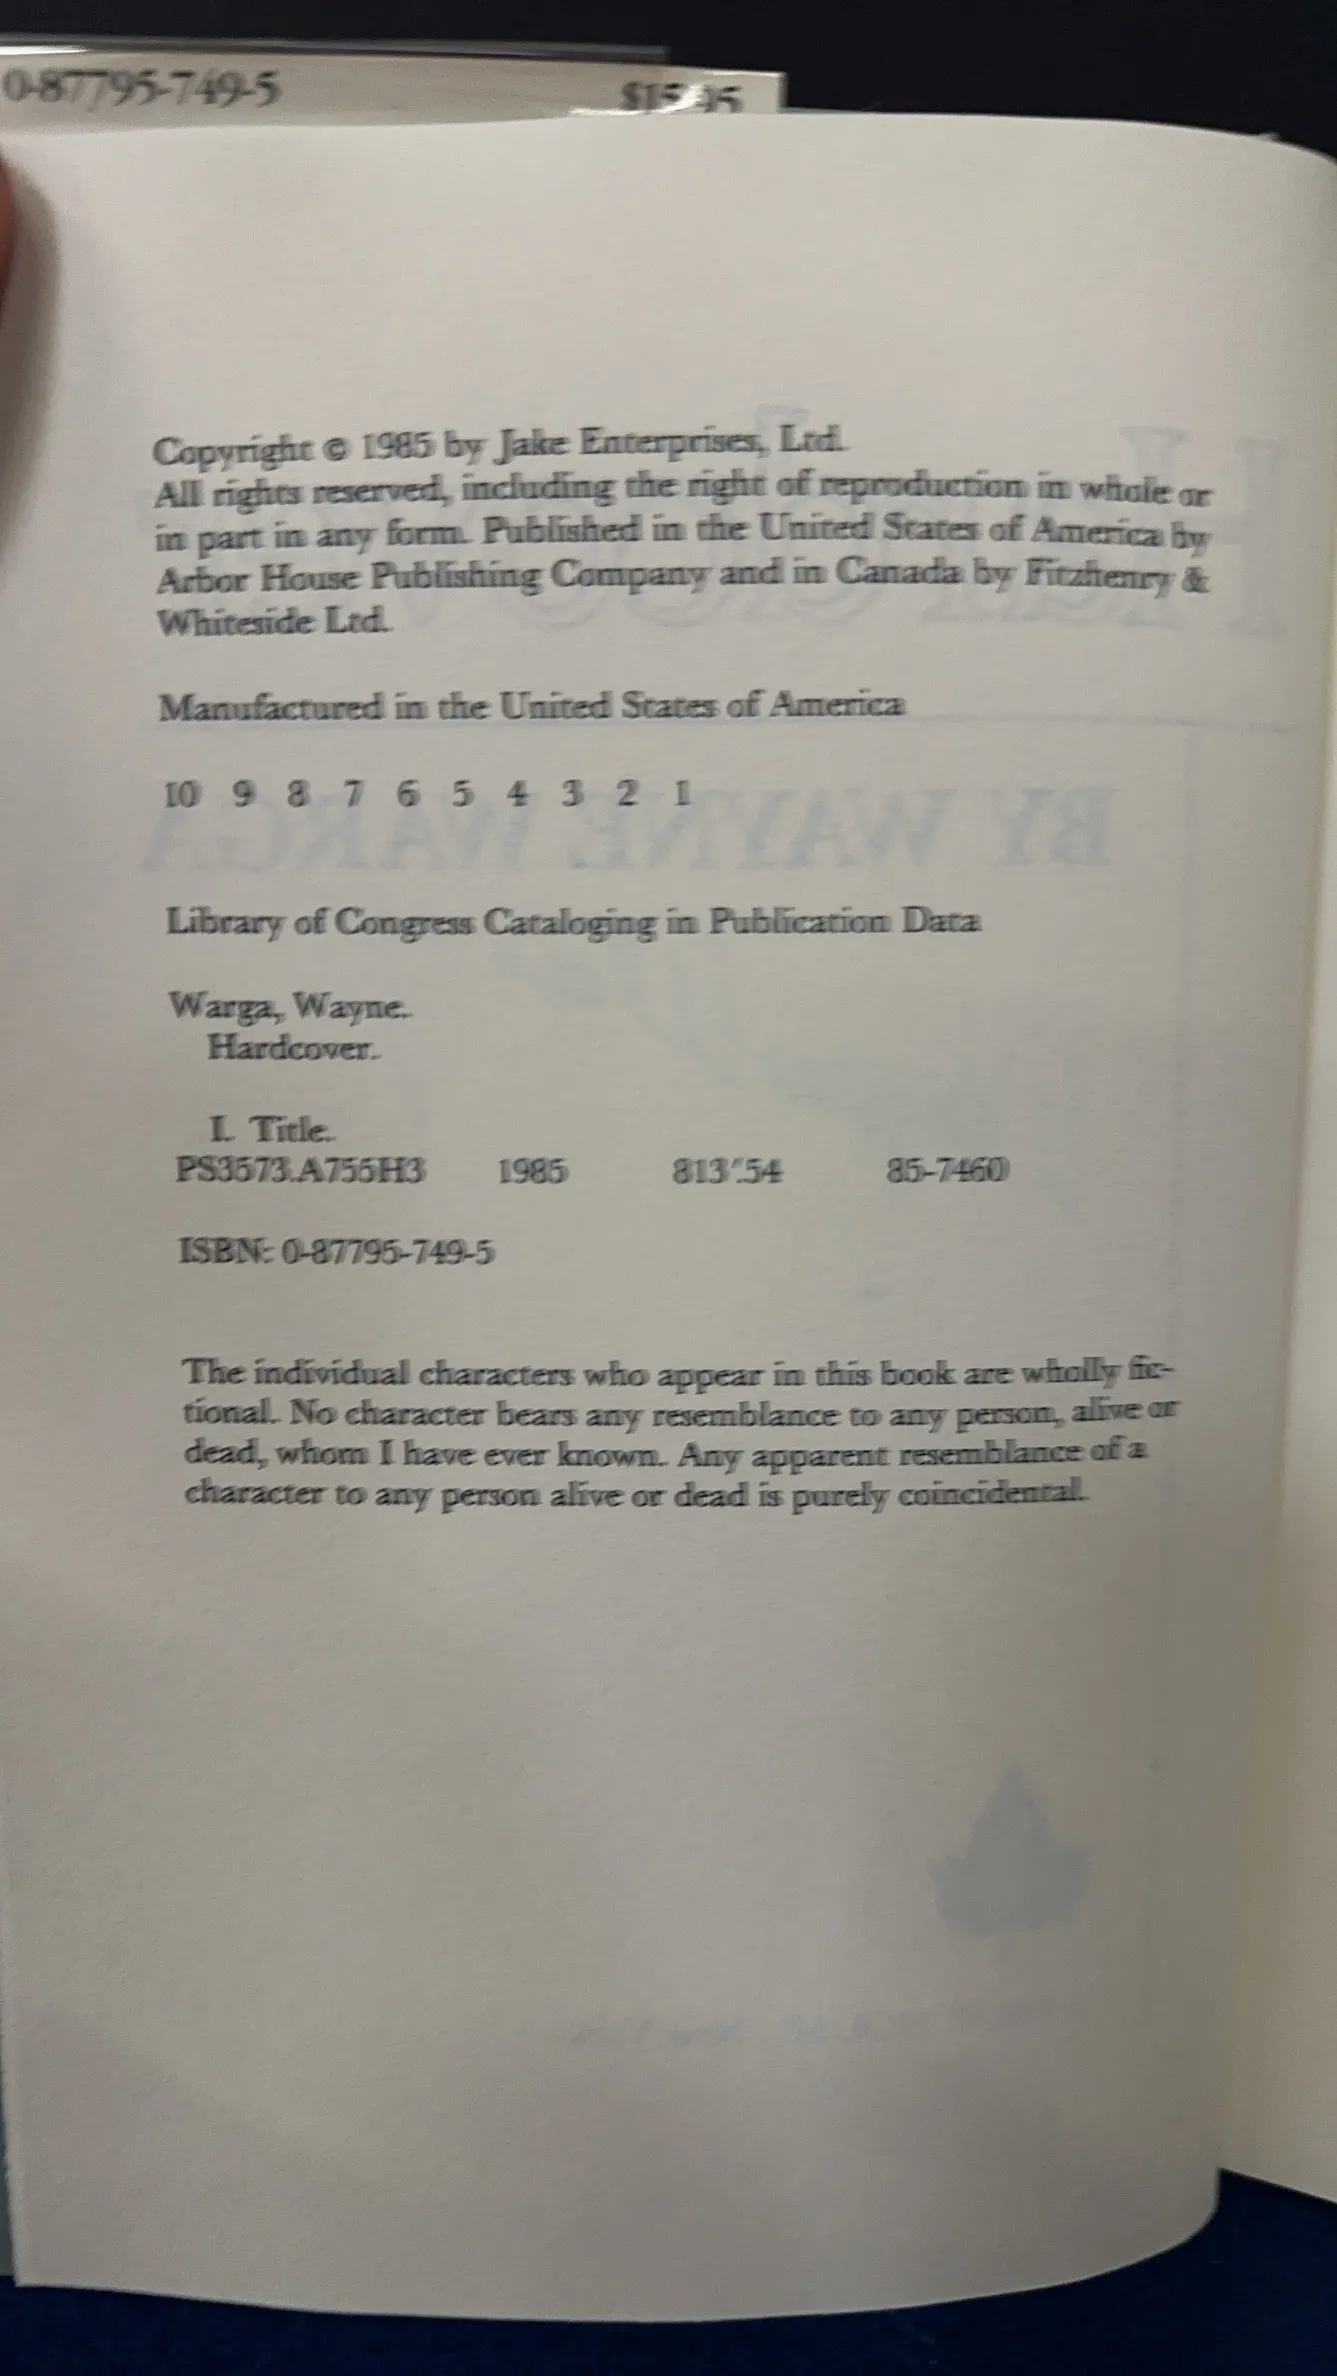 0-87795-749-5 $15.95
Copyright © 1985 by Jake Enterprises, Ltd.
All rights reserved, including the right of reproduction in whole or
in part in any form. Published in the United States of America by
Arbor House Publishing Company and in Canada by Fitzhenry &
Whiteside Ltd.
Manufactured in the United States of America
10 9 8 7 6 5 4 3 2 1
BY WAYNE WARGA
Library of Congress Cataloging in Publication Data
Warga, Wayne.
Hardcover.
I. Title.
PS3573.A755H3 1985 813'.54 85-7460
ISBN: 0-87795-749-5
The individual characters who appear in this book are wholly fic-
tional. No character bears any resemblance to any person, alive or
dead, whom I have ever known. Any apparent resemblance of a
character to any person alive or dead is purely coincidental.